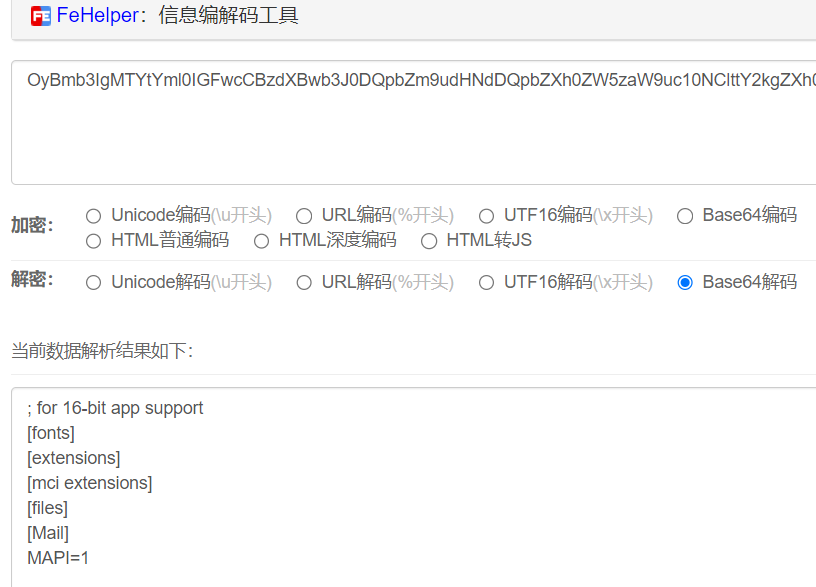 FE FeHelper：信息编解码工具
OyBmb3IgMTYtYml0IGFwcCBzdXBwb3J0DQpbZm9udHNdDQpbZXh0ZW5zaW9uc10NClttY2kgZXh0
加密： Unicode编码(\u开头) URL编码(%开头) UTF16编码(\x开头) Base64编码
HTML普通编码 HTML深度编码 HTML转JS
解密： Unicode解码(\u开头) URL解码(%开头) UTF16解码(\x开头) Base64解码
当前数据解析结果如下：
; for 16-bit app support
[fonts]
[extensions]
[mci extensions]
[files]
[Mail]
MAPI=1